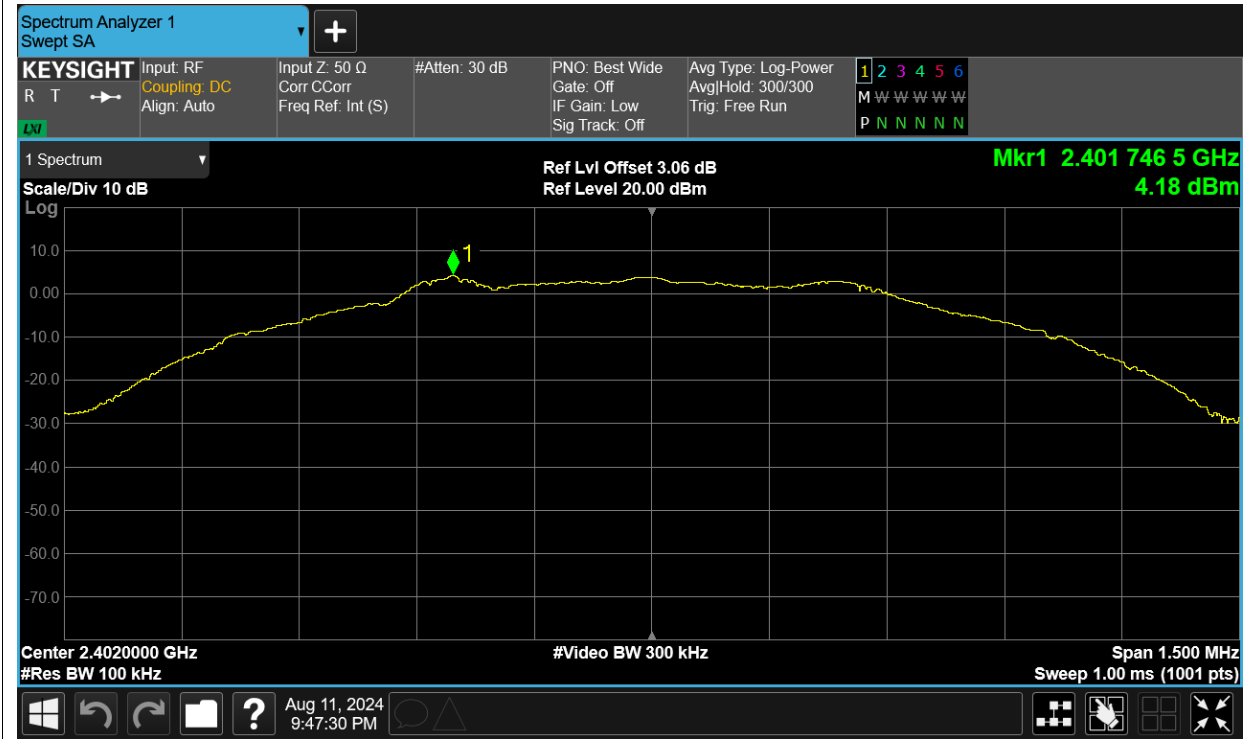 Spectrum Analyzer 1
Swept SA
+
KEYSIGHT
R T
LXI
Input: RF
Coupling: DC
Align: Auto
Input Z: 50 Ω
Corr CCorr
Freq Ref: Int (S)
#Atten: 30 dB
PNO: Best Wide
Gate: Off
IF Gain: Low
Sig Track: Off
Avg Type: Log-Power
Avg|Hold: 300/300
Trig: Free Run
1 2 3 4 5 6
M W W W W W
P N N N N N
1 Spectrum
Scale/Div 10 dB
Ref Lvl Offset 3.06 dB
Ref Level 20.00 dBm
Mkr1 2.401 746 5 GHz
4.18 dBm
Log
1
10.0
0.00
-10.0
-20.0
-30.0
-40.0
-50.0
-60.0
-70.0
Center 2.4020000 GHz
#Video BW 300 kHz
Span 1.500 MHz
#Res BW 100 kHz
Sweep 1.00 ms (1001 pts)
?
Aug 11, 2024
9:47:30 PM